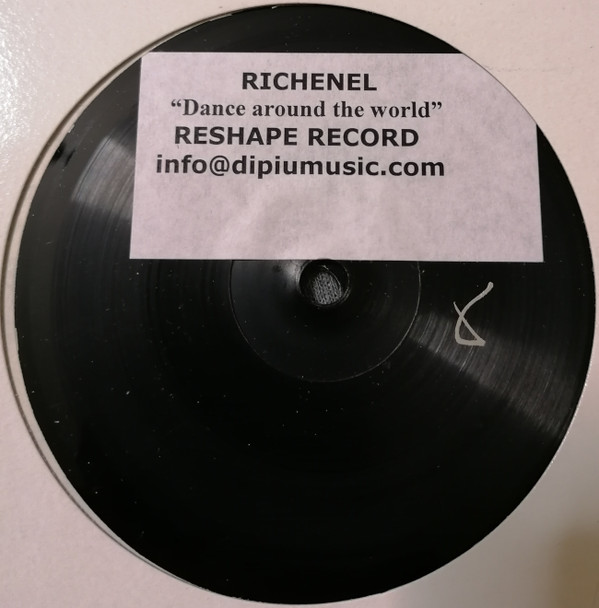 RICHENEL
“Dance around the world”
RESHAPE RECORD
info@dipiumusic.com